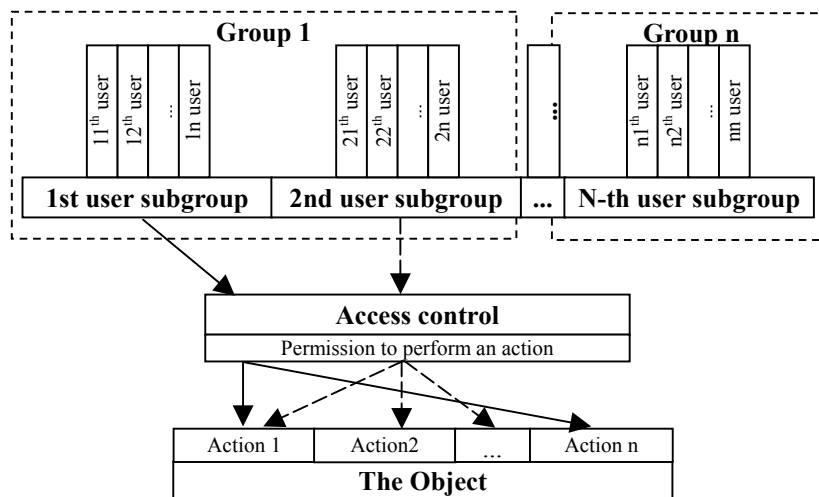 Group 1
Group n
11th user
12th user
...
1n user
21th user
22th user
...
2n user
...
n1th user
n2th user
...
nn user
1st user subgroup
2nd user subgroup
...
N-th user subgroup
Access control
Permission to perform an action
Action 1
Action2
...
Action n
The Object